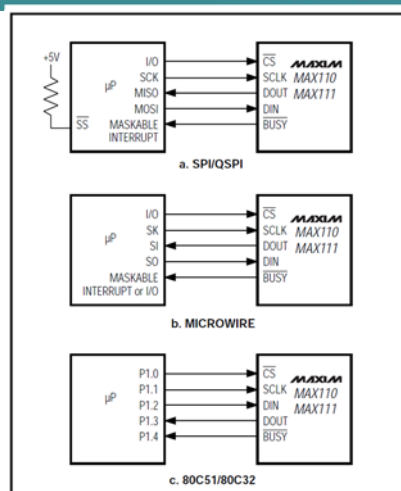 +5V
SS
µP
I/O
SCK
MISO
MOSI
MASKABLE
INTERRUPT
CS
SCLK
DOUT
DIN
BUSY
MAXIM
MAX110
MAX111
a. SPI/QSPI
µP
I/O
SK
SI
SO
MASKABLE
INTERRUPT or I/O
CS
SCLK
DOUT
DIN
BUSY
MAXIM
MAX110
MAX111
b. MICROWIRE
µP
P1.0
P1.1
P1.2
P1.3
P1.4
CS
SCLK
DIN
DOUT
BUSY
MAXIM
MAX110
MAX111
c. 80C51/80C32